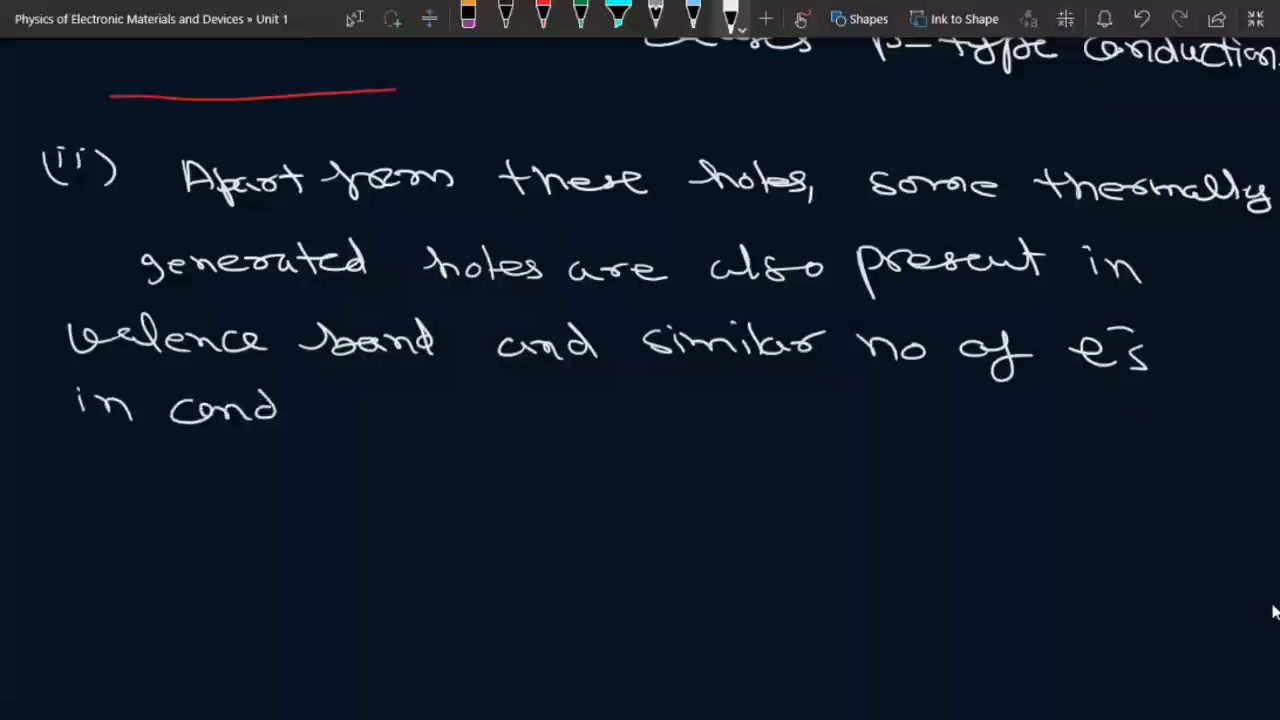 Physics of Electronic Materials and Devices » Unit 1
Shapes
Ink to Shape
p-type conduction.
(ii) Apart from these holes, some thermally
generated holes are also present in
valence band and similar no of e⁻s
in cond